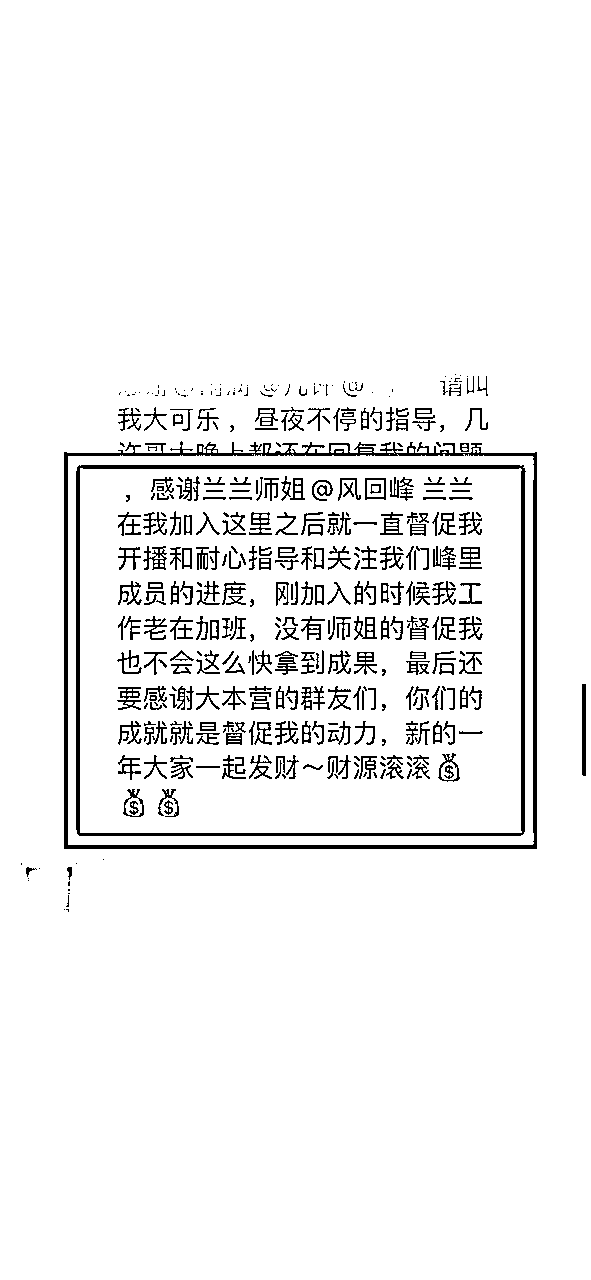 请叫
我大可乐，昼夜不停的指导，几
许哥大晚上都还在回复我的问题
，感谢兰兰师姐@风回峰 兰兰
在我加入这里之后就一直督促我
开播和耐心指导和关注我们峰里
成员的进度，刚加入的时候我工
作老在加班，没有师姐的督促我
也不会这么快拿到成果，最后还
要感谢大本营的群友们，你们的
成就就是督促我的动力，新的一
年大家一起发财～财源滚滚💰
💰💰